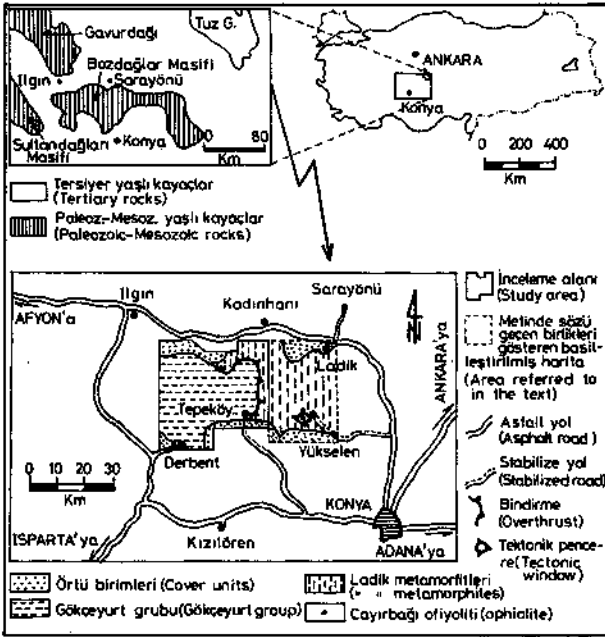 Gavurdağı
Tuz G.
Bozdağlar Masifi
Ilgın
Sarayönü
Sultandağları
Masifi
Konya
0 80
Km
ANKARA
Konya
0 200 400
Km
Tersiyer yaşlı kayaçlar
(Tertiary rocks)
Paleoz.-Mesoz. yaşlı kayaçlar
(Paleozoic-Mesozoic rocks)
Ilgın
AFYON'a
Kadınhanı
Sarayönü
N
Ladik
ANKARA'ya
Tepeköy
Derbent
Yükselen
0 10 20 30
Km
KONYA
ISPARTA'ya
Kızılören
ADANA'ya
İnceleme alanı
(Study area)
Metinde sözü
geçen birlikleri
gösteren basit-
leştirilmiş harita
(Area referred to
in the text)
Asfalt yol
(Asphalt road)
Stabilize yol
(Stabilized road)
Bindirme
(Overthrust)
Tektonik pence-
re(Tectonic
window)
Örtü birimleri (Cover units)
Gökçeyurt grubu(Gökçeyurt group)
Ladik metamorfitleri
(" " metamorphiles)
Çayırbağı ofiyoliti (ophialite)